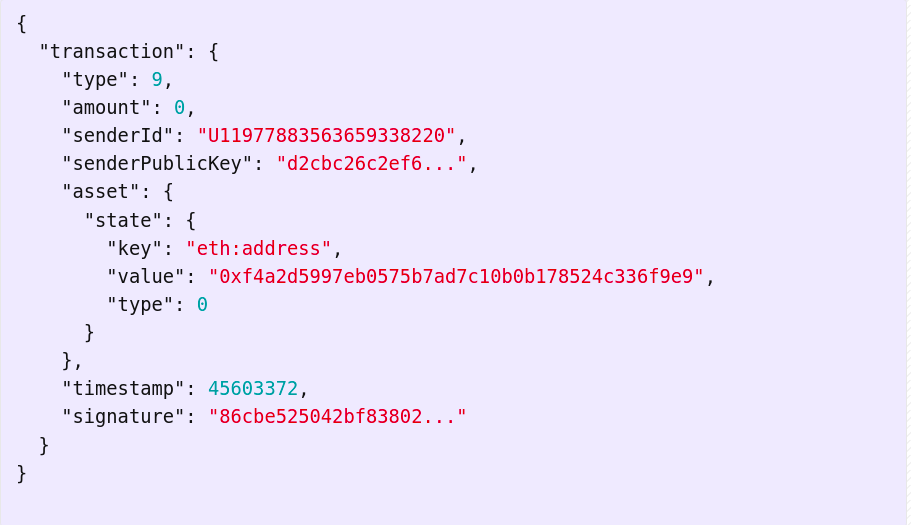 {
  "transaction": {
    "type": 9,
    "amount": 0,
    "senderId": "U11977883563659338220",
    "senderPublicKey": "d2cbc26c2ef6...",
    "asset": {
      "state": {
        "key": "eth:address",
        "value": "0xf4a2d5997eb0575b7ad7c10b0b178524c336f9e9",
        "type": 0
      }
    },
    "timestamp": 45603372,
    "signature": "86cbe525042bf83802..."
  }
}